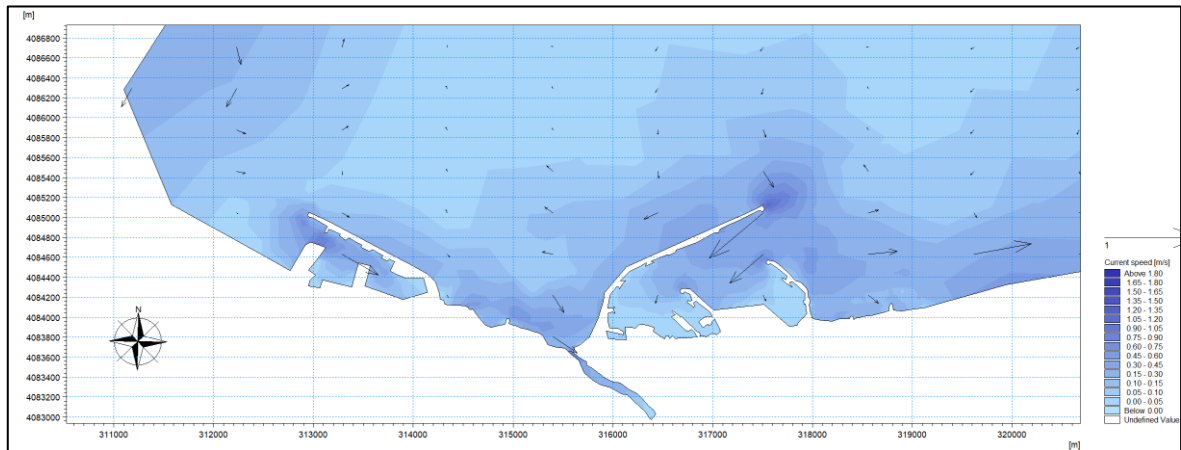 [m]
4086800
4086600
4086400
4086200
4086000
4085800
4085600
4085400
4085200
4085000
4084800
4084600
4084400
4084200
4084000
4083800
4083600
4083400
4083200
4083000
N
311000 312000 313000 314000 315000 316000 317000 318000 319000 320000
[m]
1
Current speed [m/s]
Above 1.80
1.65 - 1.80
1.50 - 1.65
1.35 - 1.50
1.20 - 1.35
1.05 - 1.20
0.90 - 1.05
0.75 - 0.90
0.60 - 0.75
0.45 - 0.60
0.30 - 0.45
0.15 - 0.30
0.10 - 0.15
0.05 - 0.10
0.00 - 0.05
Below 0.00
Undefined Value